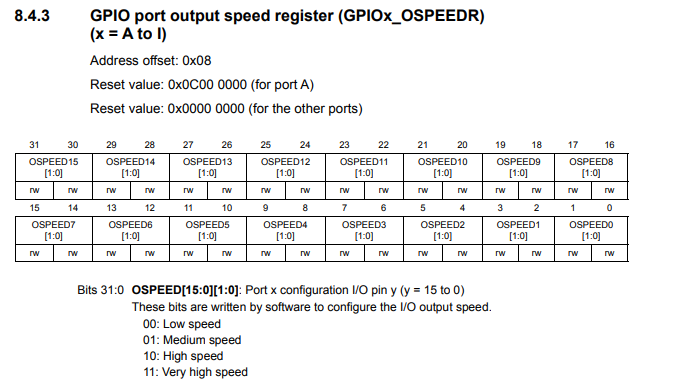 8.4.3 GPIO port output speed register (GPIOx_OSPEEDR)
(x = A to I)
Address offset: 0x08
Reset value: 0x0C00 0000 (for port A)
Reset value: 0x0000 0000 (for the other ports)
31 30 29 28 27 26 25 24 23 22 21 20 19 18 17 16
OSPEED15 OSPEED14 OSPEED13 OSPEED12 OSPEED11 OSPEED10 OSPEED9 OSPEED8
[1:0] [1:0] [1:0] [1:0] [1:0] [1:0] [1:0] [1:0]
rw rw rw rw rw rw rw rw rw rw rw rw rw rw rw rw
15 14 13 12 11 10 9 8 7 6 5 4 3 2 1 0
OSPEED7 OSPEED6 OSPEED5 OSPEED4 OSPEED3 OSPEED2 OSPEED1 OSPEED0
[1:0] [1:0] [1:0] [1:0] [1:0] [1:0] [1:0] [1:0]
rw rw rw rw rw rw rw rw rw rw rw rw rw rw rw rw
Bits 31:0 OSPEED[15:0][1:0]: Port x configuration I/O pin y (y = 15 to 0)
These bits are written by software to configure the I/O output speed.
00: Low speed
01: Medium speed
10: High speed
11: Very high speed